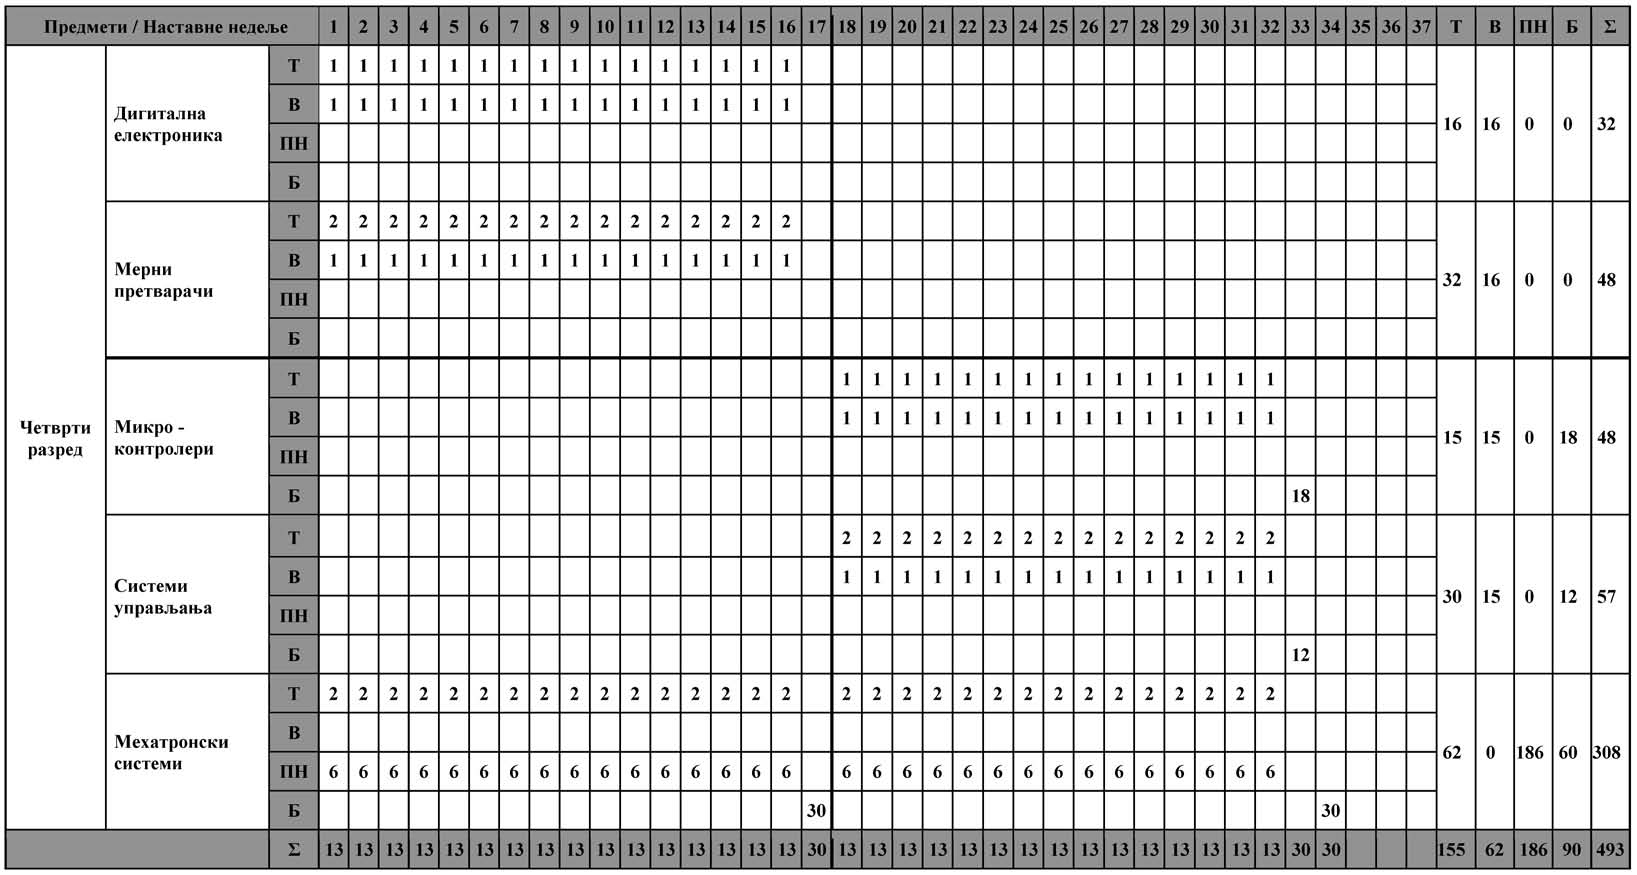 Предмети / Наставне недеље 1 2 3 4 5 6 7 8 9 10 11 12 13 14 15 16 17 18 19 20 21 22 23 24 25 26 27 28 29 30 31 32 33 34 35 36 37 Т В ПН Б Σ
Четврти
разред
Дигитална
електроника
Т 1 1 1 1 1 1 1 1 1 1 1 1 1 1 1 1
В 1 1 1 1 1 1 1 1 1 1 1 1 1 1 1 1
ПН
Б
16 16 0 0 32
Мерни
претварачи
Т 2 2 2 2 2 2 2 2 2 2 2 2 2 2 2 2
В 1 1 1 1 1 1 1 1 1 1 1 1 1 1 1 1
ПН
Б
32 16 0 0 48
Микро -
контролери
Т 1 1 1 1 1 1 1 1 1 1 1 1 1 1 1
В 1 1 1 1 1 1 1 1 1 1 1 1 1 1 1
ПН
Б 18
15 15 0 18 48
Системи
управљања
Т 2 2 2 2 2 2 2 2 2 2 2 2 2 2 2
В 1 1 1 1 1 1 1 1 1 1 1 1 1 1 1
ПН
Б 12
30 15 0 12 57
Мехатронски
системи
Т 2 2 2 2 2 2 2 2 2 2 2 2 2 2 2 2 2 2 2 2 2 2 2 2 2 2 2 2 2 2 2
В
ПН 6 6 6 6 6 6 6 6 6 6 6 6 6 6 6 6 6 6 6 6 6 6 6 6 6 6 6 6 6 6 6
Б 30 30
62 0 186 60 308
Σ 13 13 13 13 13 13 13 13 13 13 13 13 13 13 13 13 30 13 13 13 13 13 13 13 13 13 13 13 13 13 13 13 30 30 155 62 186 90 493